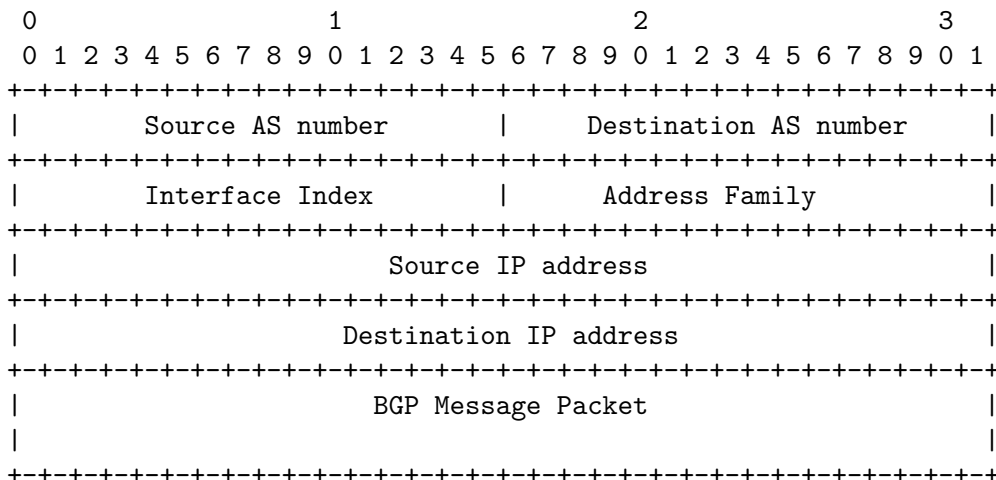 0                   1                   2                   3
0 1 2 3 4 5 6 7 8 9 0 1 2 3 4 5 6 7 8 9 0 1 2 3 4 5 6 7 8 9 0 1
+-+-+-+-+-+-+-+-+-+-+-+-+-+-+-+-+-+-+-+-+-+-+-+-+-+-+-+-+-+-+-+-+
|        Source AS number       |     Destination AS number     |
+-+-+-+-+-+-+-+-+-+-+-+-+-+-+-+-+-+-+-+-+-+-+-+-+-+-+-+-+-+-+-+-+
|        Interface Index        |      Address Family           |
+-+-+-+-+-+-+-+-+-+-+-+-+-+-+-+-+-+-+-+-+-+-+-+-+-+-+-+-+-+-+-+-+
|                        Source IP address                      |
+-+-+-+-+-+-+-+-+-+-+-+-+-+-+-+-+-+-+-+-+-+-+-+-+-+-+-+-+-+-+-+-+
|                     Destination IP address                    |
+-+-+-+-+-+-+-+-+-+-+-+-+-+-+-+-+-+-+-+-+-+-+-+-+-+-+-+-+-+-+-+-+
|                       BGP Message Packet                      |
|                                                               |
+-+-+-+-+-+-+-+-+-+-+-+-+-+-+-+-+-+-+-+-+-+-+-+-+-+-+-+-+-+-+-+-+